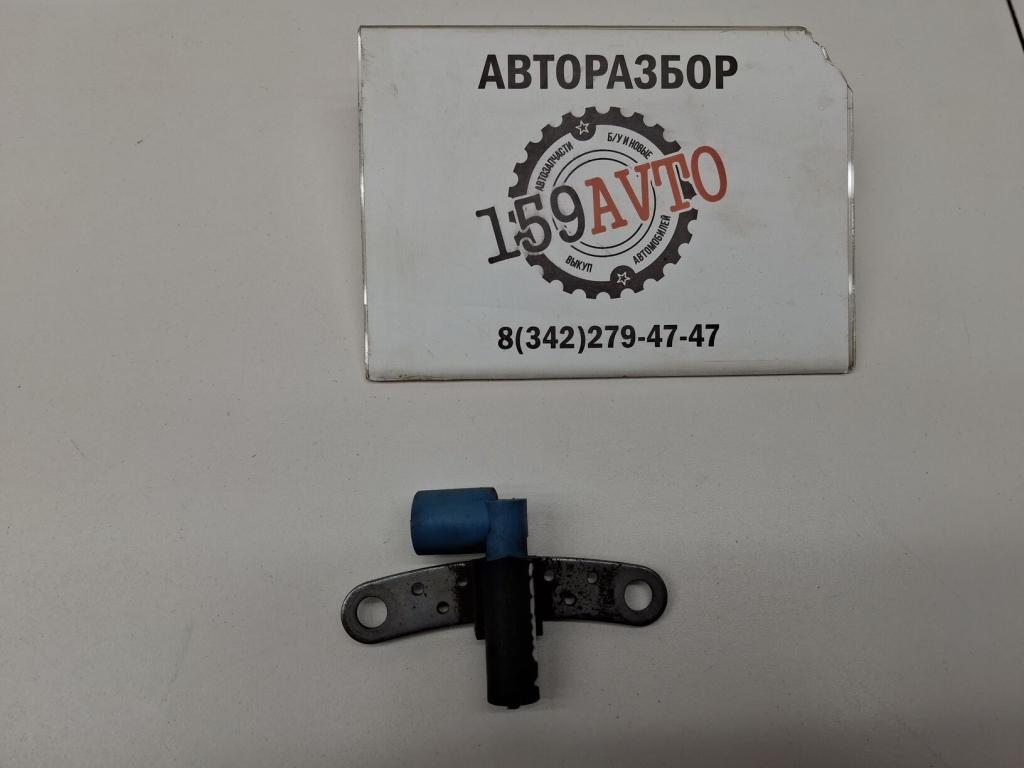 АВТОРАЗБОР
АВТОЗАПЧАСТИ
Б/У И НОВЫЕ
159AVTO
ВЫКУП
АВТОМОБИЛЕЙ
8(342)279-47-47